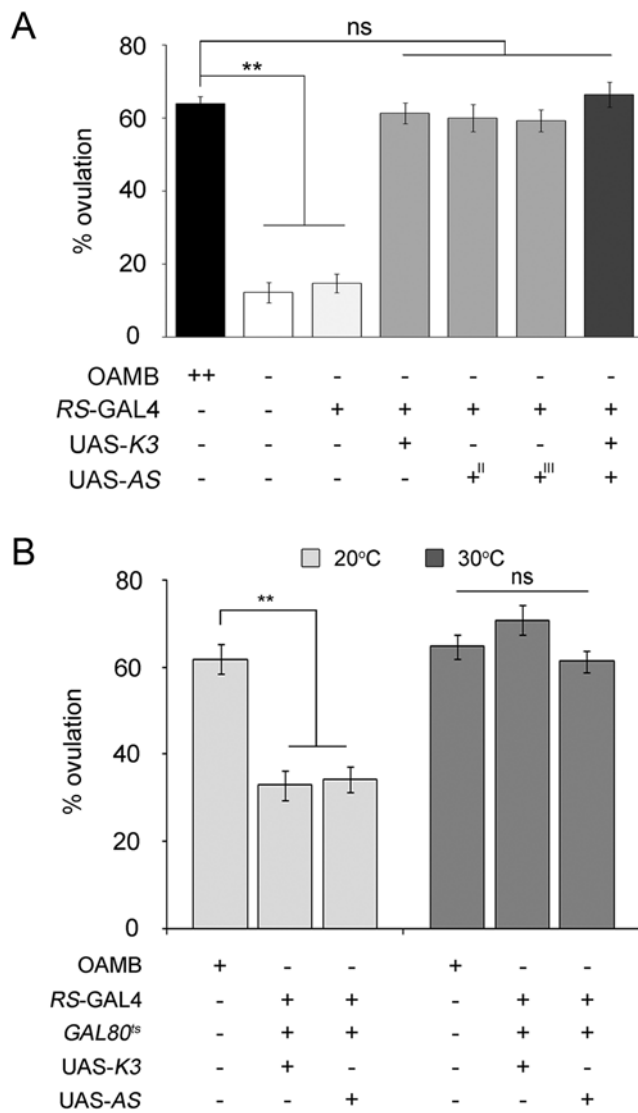 A
ns
**
% ovulation
80
60
40
20
0
OAMB ++ - - - - - -
RS-GAL4 - - + + + + +
UAS-K3 - - - + - - +
UAS-AS - - - - +II +III +
B
20°C 30°C
** ns
% ovulation
80
60
40
20
0
OAMB + - - + - -
RS-GAL4 - + + - + +
GAL80ts - + + - + +
UAS-K3 - + - - + -
UAS-AS - - + - - +